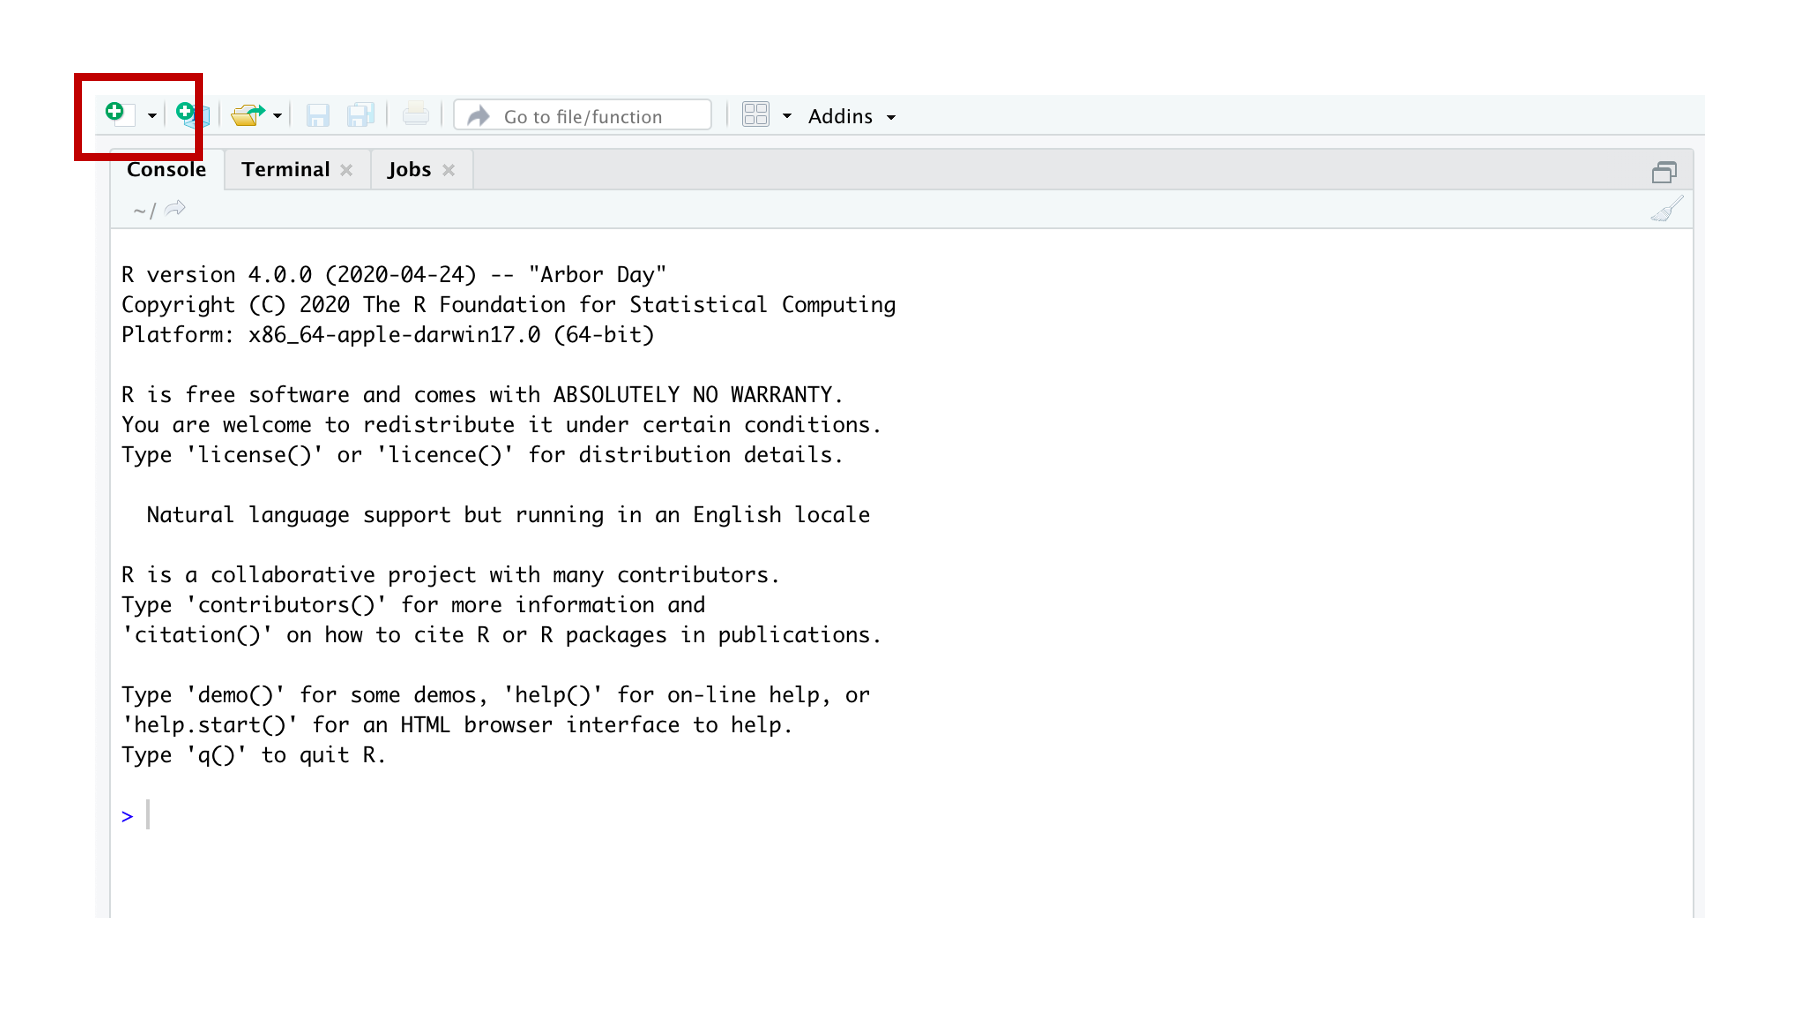 Go to file/function
Addins
Console
Terminal
Jobs
~/
R version 4.0.0 (2020-04-24) -- "Arbor Day"
Copyright (C) 2020 The R Foundation for Statistical Computing
Platform: x86_64-apple-darwin17.0 (64-bit)
R is free software and comes with ABSOLUTELY NO WARRANTY.
You are welcome to redistribute it under certain conditions.
Type 'license()' or 'licence()' for distribution details.
Natural language support but running in an English locale
R is a collaborative project with many contributors.
Type 'contributors()' for more information and
'citation()' on how to cite R or R packages in publications.
Type 'demo()' for some demos, 'help()' for on-line help, or
'help.start()' for an HTML browser interface to help.
Type 'q()' to quit R.
>